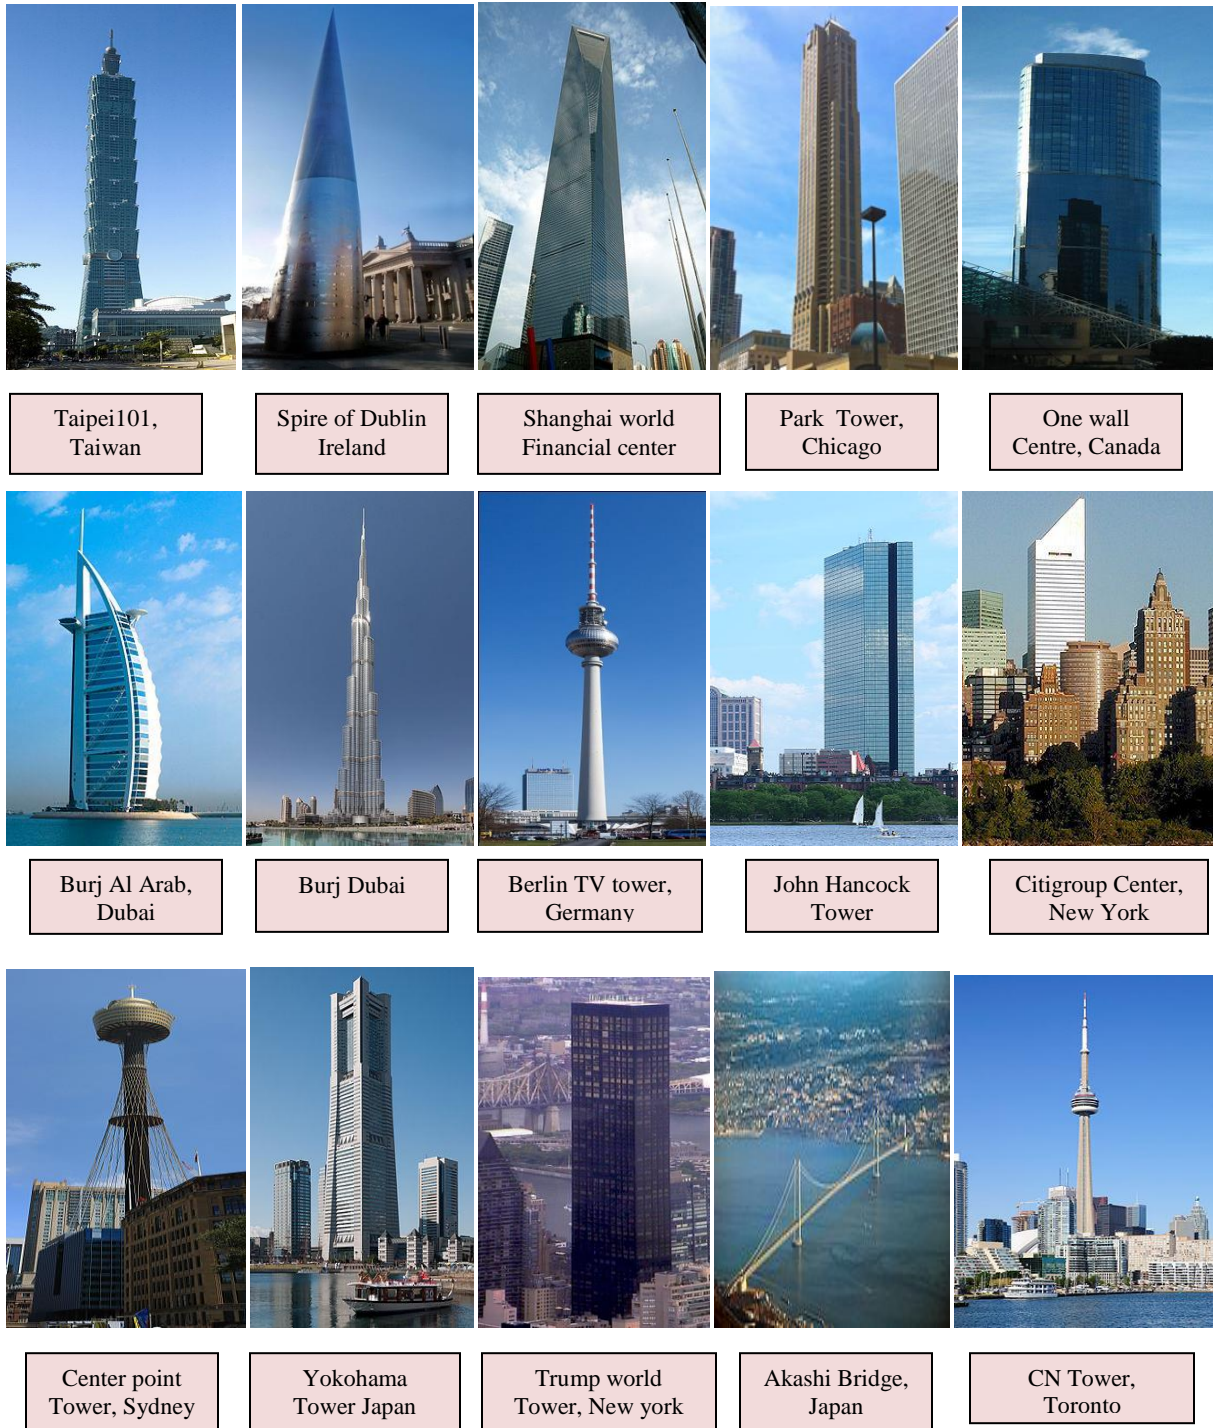 Taipei101,
Taiwan
Spire of Dublin
Ireland
Shanghai world
Financial center
Park Tower,
Chicago
One wall
Centre, Canada
Burj Al Arab,
Dubai
Burj Dubai
Berlin TV tower,
Germany
John Hancock
Tower
Citigroup Center,
New York
Center point
Tower, Sydney
Yokohama
Tower Japan
Trump world
Tower, New york
Akashi Bridge,
Japan
CN Tower,
Toronto